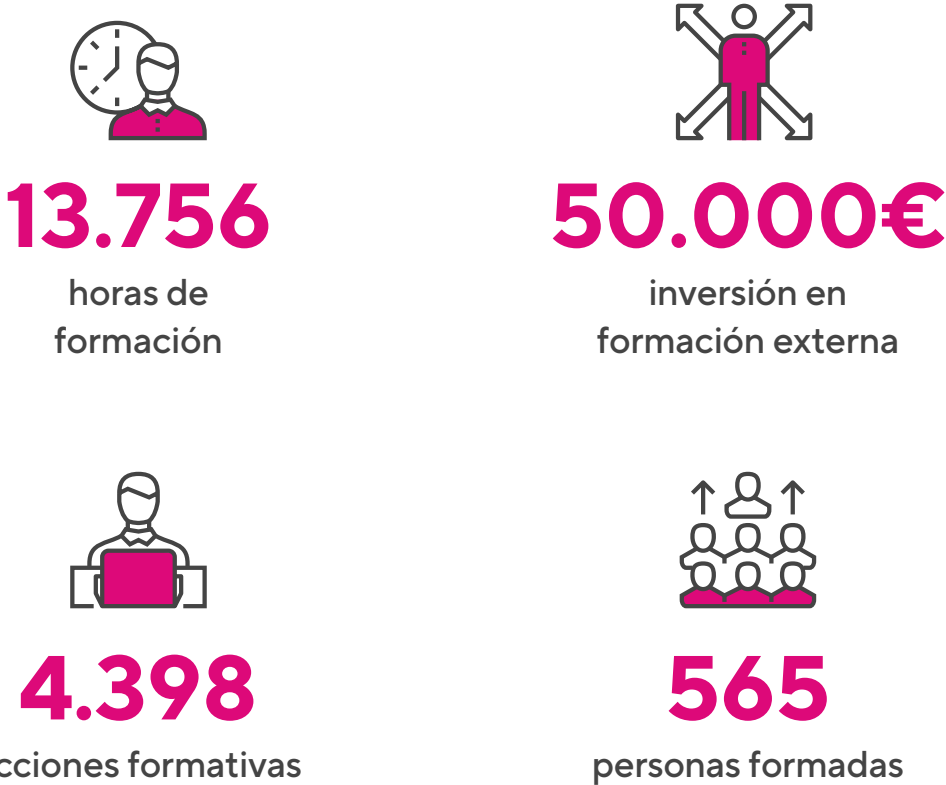 13.756
horas de
formación
50.000€
inversión en
formación externa
4.398
cciones formativas
565
personas formadas